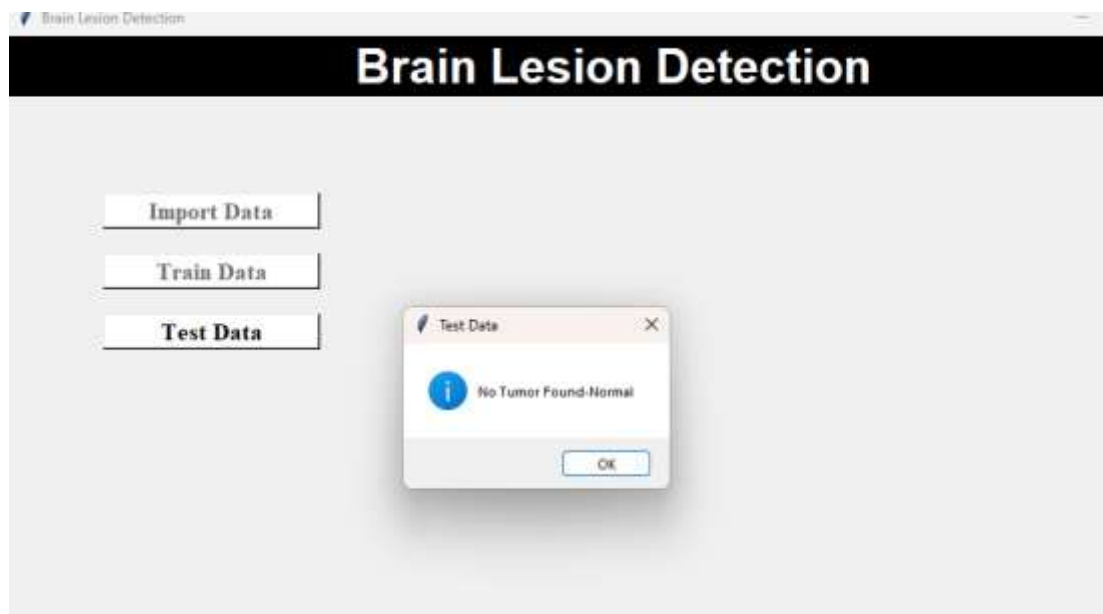 Brain Lesion Detection
Brain Lesion Detection
Import Data
Train Data
Test Data
Test Data
No Tumor Found-Normal
OK